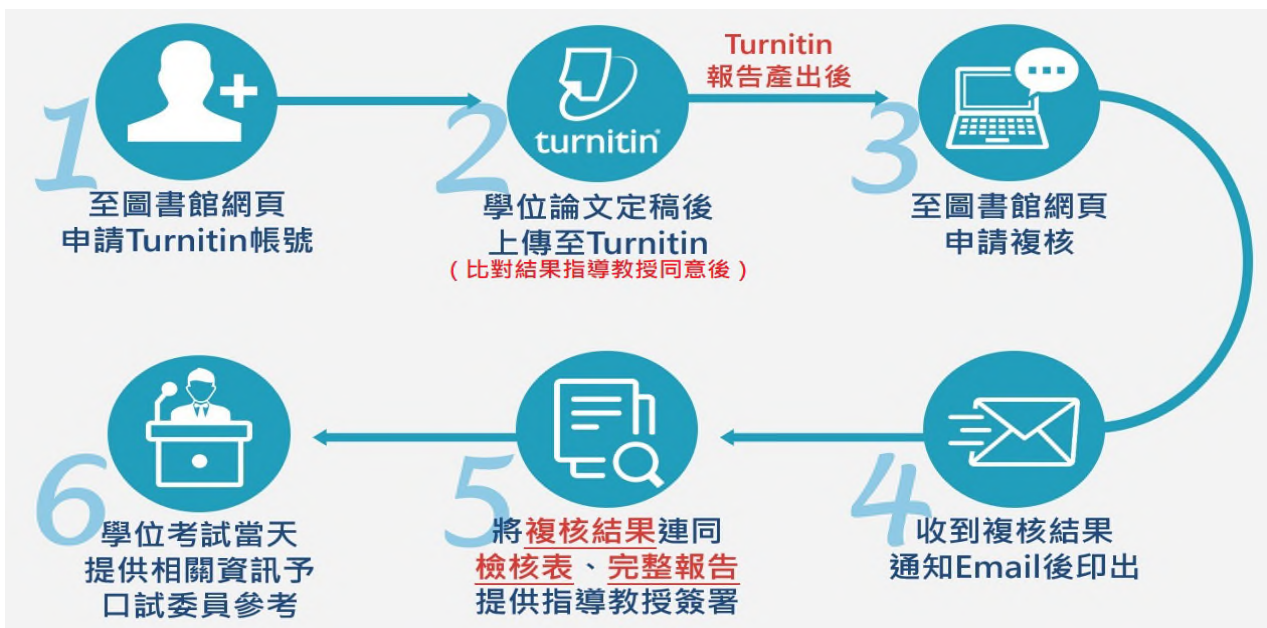 1
至圖書館網頁
申請Turnitin帳號
2
turnitin
學位論文定稿後
上傳至Turnitin
(比對結果指導教授同意後)
Turnitin
報告產出後
3
至圖書館網頁
申請複核
4
收到複核結果
通知Email後印出
5
將複核結果連同
檢核表、完整報告
提供指導教授簽署
6
學位考試當天
提供相關資訊予
口試委員參考